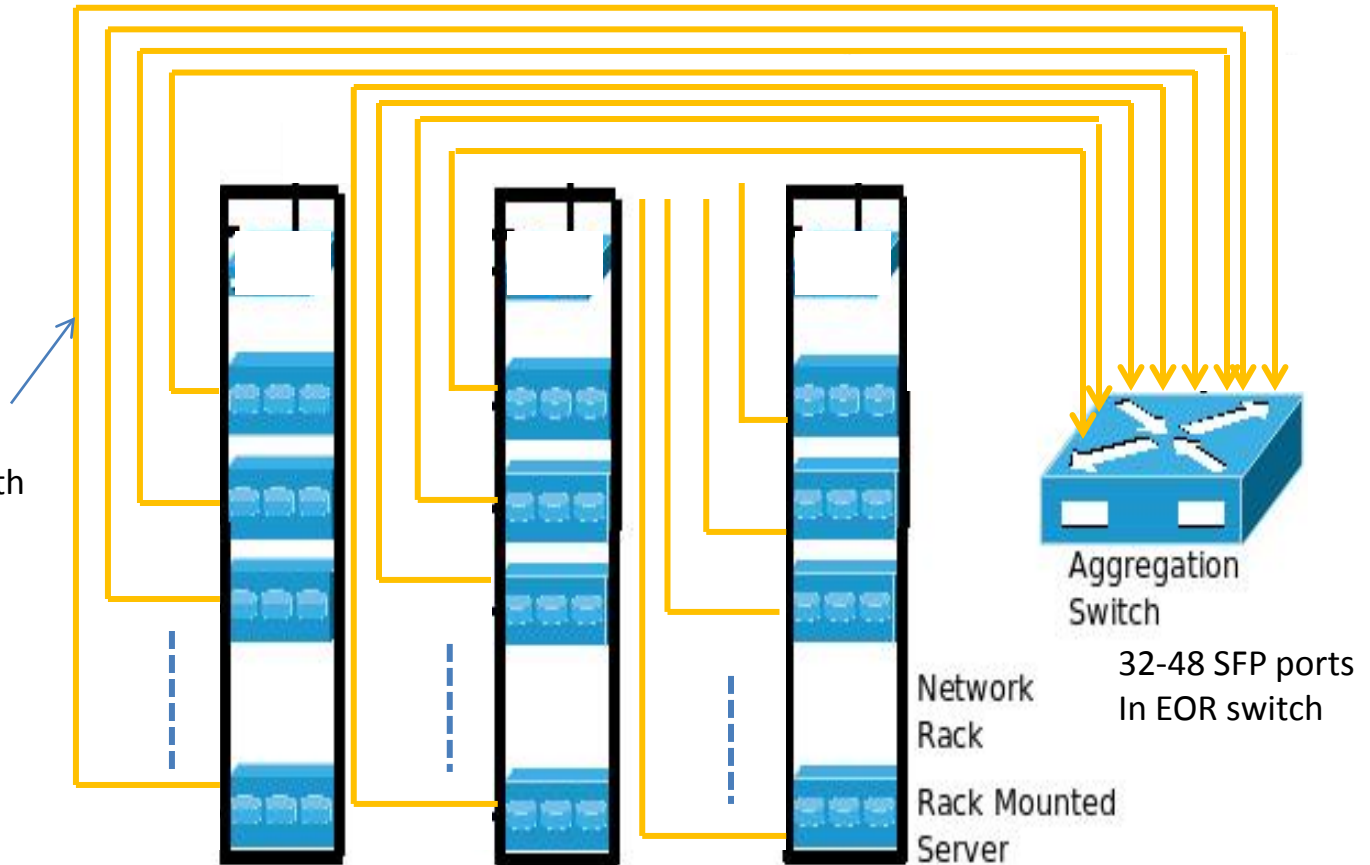 Aggregation
Switch
32-48 SFP ports
In EOR switch
Network
Rack
Rack Mounted
Server